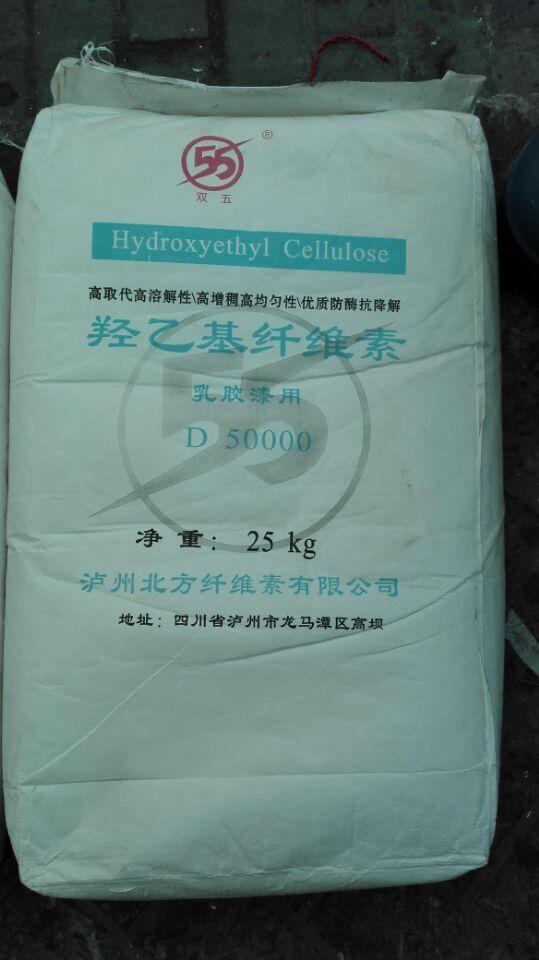 55
®
双五
Hydroxyethyl Cellulose
高取代高溶解性\高增稠高均匀性\优质防酶抗降解
羟乙基纤维素
乳胶漆用
D 50000
55
净重: 25 kg
泸州北方纤维素有限公司
地址: 四川省泸州市龙马潭区高坝